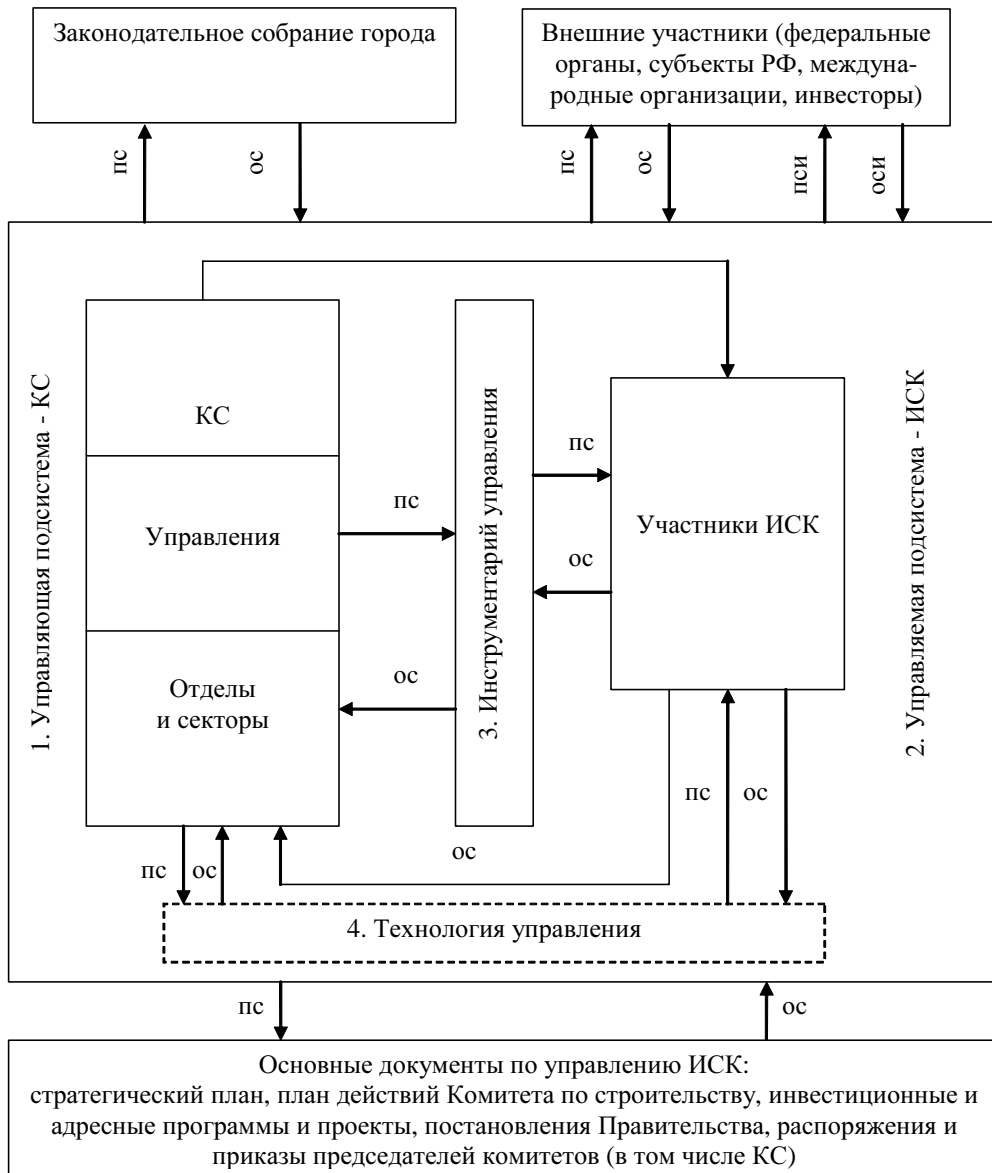 Законодательное собрание города
Внешние участники (федеральные
органы, субъекты РФ, междуна-
родные организации, инвесторы)
пс
ос
пс
ос
пси
оси
1. Управляющая подсистема - КС
КС
Управления
Отделы
и секторы
пс
ос
3. Инструментарий управления
пс
ос
Участники ИСК
2. Управляемая подсистема - ИСК
пс
ос
ос
пс
ос
4. Технология управления
пс
ос
Основные документы по управлению ИСК:
стратегический план, план действий Комитета по строительству, инвестиционные и
адресные программы и проекты, постановления Правительства, распоряжения и
приказы председателей комитетов (в том числе КС)